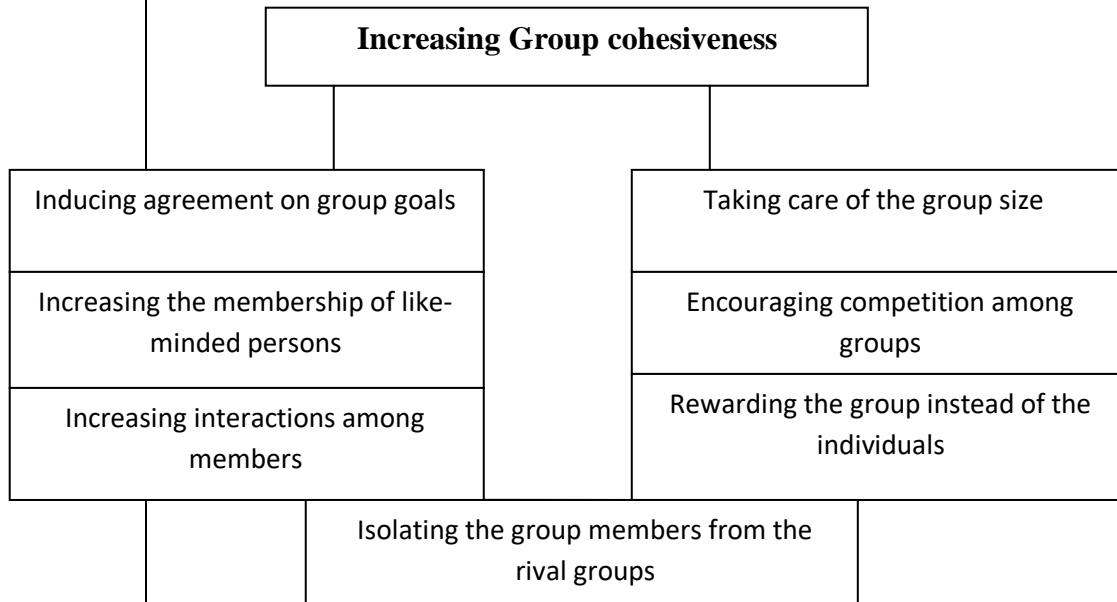 Increasing Group cohesiveness
Inducing agreement on group goals
Increasing the membership of like-
minded persons
Increasing interactions among
members
Taking care of the group size
Encouraging competition among
groups
Rewarding the group instead of the
individuals
Isolating the group members from the
rival groups